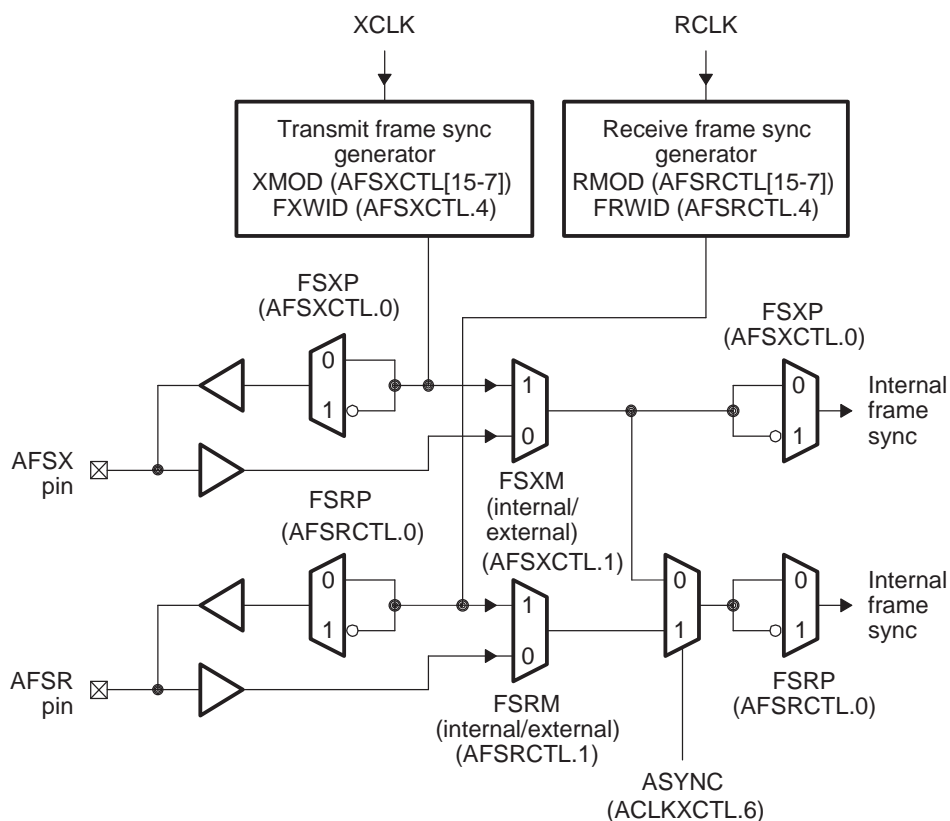 XCLK
RCLK
Transmit frame sync
generator
XMOD (AFSXCTL[15-7])
FXWID (AFSXCTL.4)
Receive frame sync
generator
RMOD (AFSRCTL[15-7])
FRWID (AFSRCTL.4)
FSXP
(AFSXCTL.0)
FSXP
(AFSXCTL.0)
0
1
1
0
0
1
Internal
frame
sync
AFSX
pin
FSXM
(internal/
external)
(AFSXCTL.1)
FSRP
(AFSRCTL.0)
0
1
1
0
0
1
0
1
Internal
frame
sync
AFSR
pin
FSRM
(internal/external)
(AFSRCTL.1)
FSRP
(AFSRCTL.0)
ASYNC
(ACLKXCTL.6)